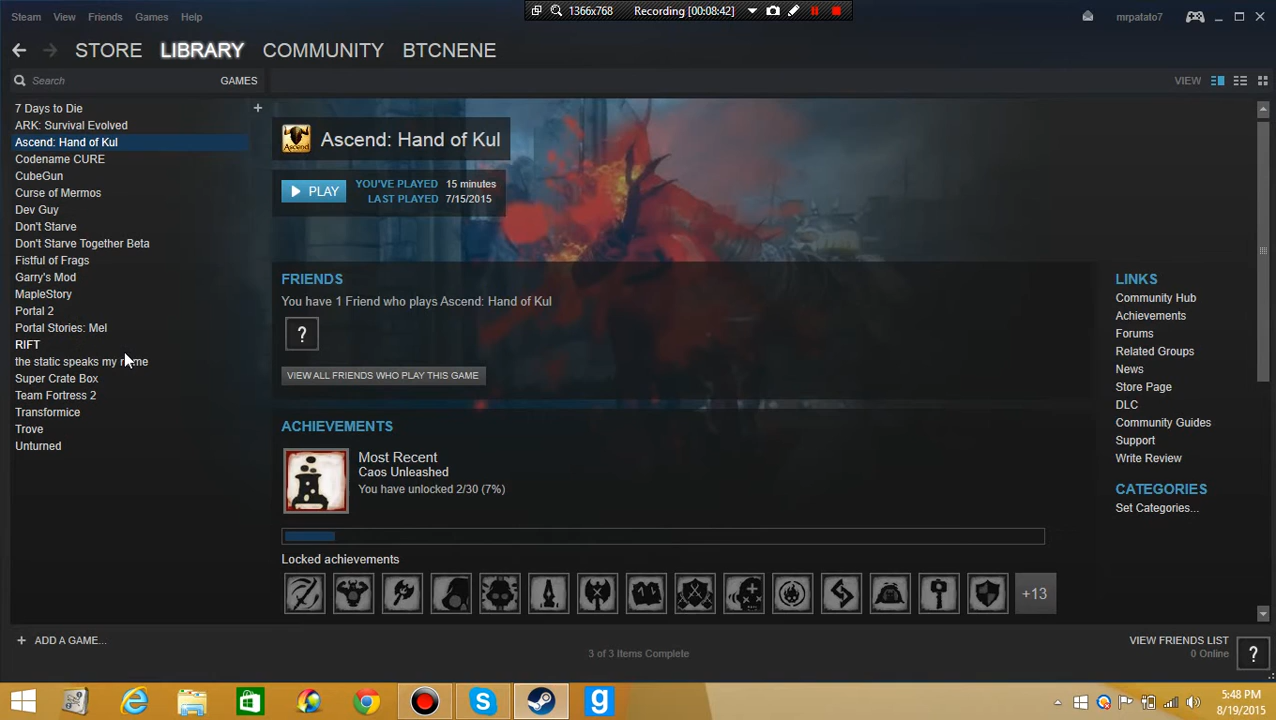 Steam View Friends Games Help
1366x768 Recording [00:08:42]
mrpatato7
STORE LIBRARY COMMUNITY BTCNENE
Search GAMES
VIEW
7 Days to Die
ARK: Survival Evolved
Ascend: Hand of Kul
Codename CURE
CubeGun
Curse of Mermos
Dev Guy
Don't Starve
Don't Starve Together Beta
Fistful of Frags
Garry's Mod
MapleStory
Portal 2
Portal Stories: Mel
RIFT
the static speaks my name
Super Crate Box
Team Fortress 2
Transformice
Trove
Unturned
+
Ascend: Hand of Kul
PLAY
YOU'VE PLAYED 15 minutes
LAST PLAYED 7/15/2015
FRIENDS
You have 1 Friend who plays Ascend: Hand of Kul
?
VIEW ALL FRIENDS WHO PLAY THIS GAME
ACHIEVEMENTS
Most Recent
Caos Unleashed
You have unlocked 2/30 (7%)
Locked achievements
+13
LINKS
Community Hub
Achievements
Forums
Related Groups
News
Store Page
DLC
Community Guides
Support
Write Review
CATEGORIES
Set Categories...
+ ADD A GAME...
3 of 3 Items Complete
VIEW FRIENDS LIST
0 Online
?
g
5:48 PM
8/19/2015